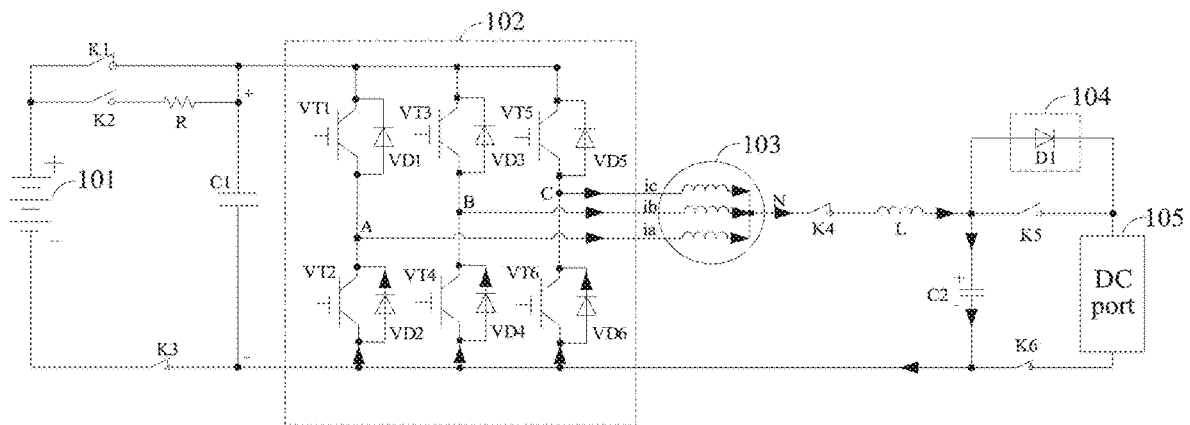 102
K1
K2
R
+
C1
-
+
101
-
K3
VT1
VD1
VT3
VD3
VT5
VD5
A
B
C
VT2
VD2
VT4
VD4
VT6
VD6
103
ic
ib
ia
N
K4
L
104
D1
K5
105
DC
port
+
C2
-
K6